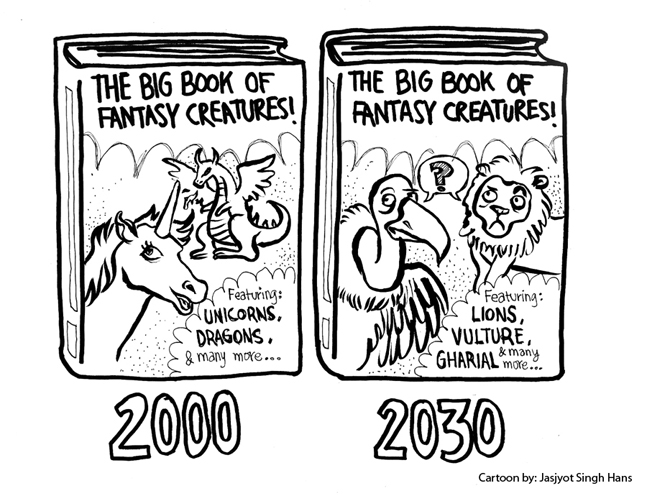 THE BIG BOOK OF
FANTASY CREATURES!
Featuring:
UNICORNS,
DRAGONS,
& many more...
2000
THE BIG BOOK OF
FANTASY CREATURES!
?
Featuring:
LIONS,
VULTURE,
GHARIAL & many
more...
2030
Cartoon by: Jasjyot Singh Hans